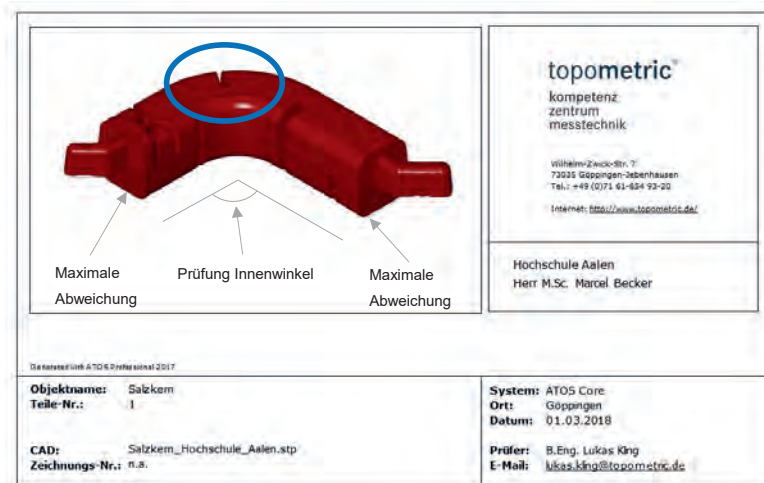 topometric
kompetenz
zentrum
messtechnik
Wilhelm-Zwick-Str. 7
73035 Göppingen-Jebenhausen
Tel.: +49 (0)71 61-654 93-20
Internet: http://www.topometric.de/
Maximale
Abweichung
Prüfung Innenwinkel
Maximale
Abweichung
Hochschule Aalen
Herr M.Sc. Marcel Becker
Generated with ATOS Professional 2017
Objektname: Salzkern
Teile-Nr.: 1
CAD: Salzkern_Hochschule_Aalen.stp
Zeichnungs-Nr.: n.a.
System: ATOS Core
Ort: Göppingen
Datum: 01.03.2018
Prüfer: B.Eng. Lukas King
E-Mail: lukas.king@topometric.de